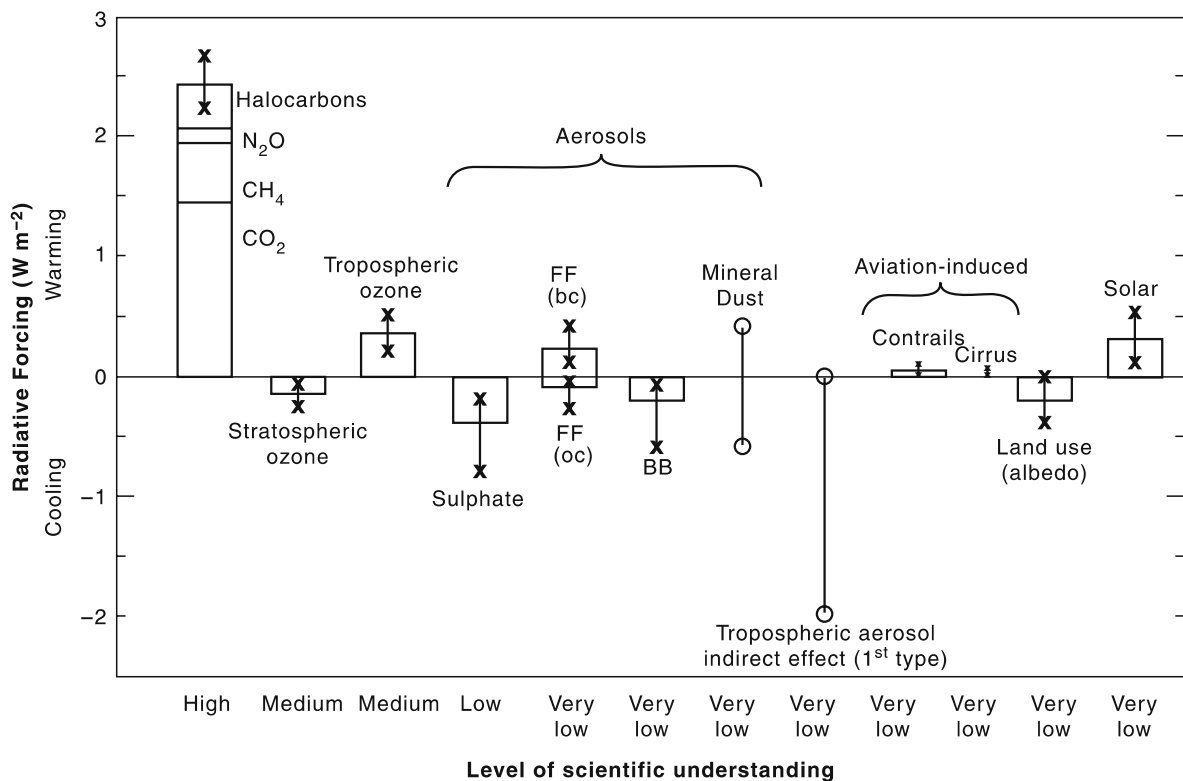 3
2
1
0
−1
−2
Radiative Forcing (W m⁻²)
Warming
Cooling
Halocarbons
N₂O
CH₄
CO₂
Stratospheric
ozone
Tropospheric
ozone
Aerosols
Sulphate
FF
(bc)
FF
(oc)
BB
Mineral
Dust
Tropospheric aerosol
indirect effect (1ˢᵗ type)
Aviation-induced
Contrails
Cirrus
Land use
(albedo)
Solar
High Medium Medium Low Very Very Very Very Very Very Very Very
low low low low low low low low
Level of scientific understanding